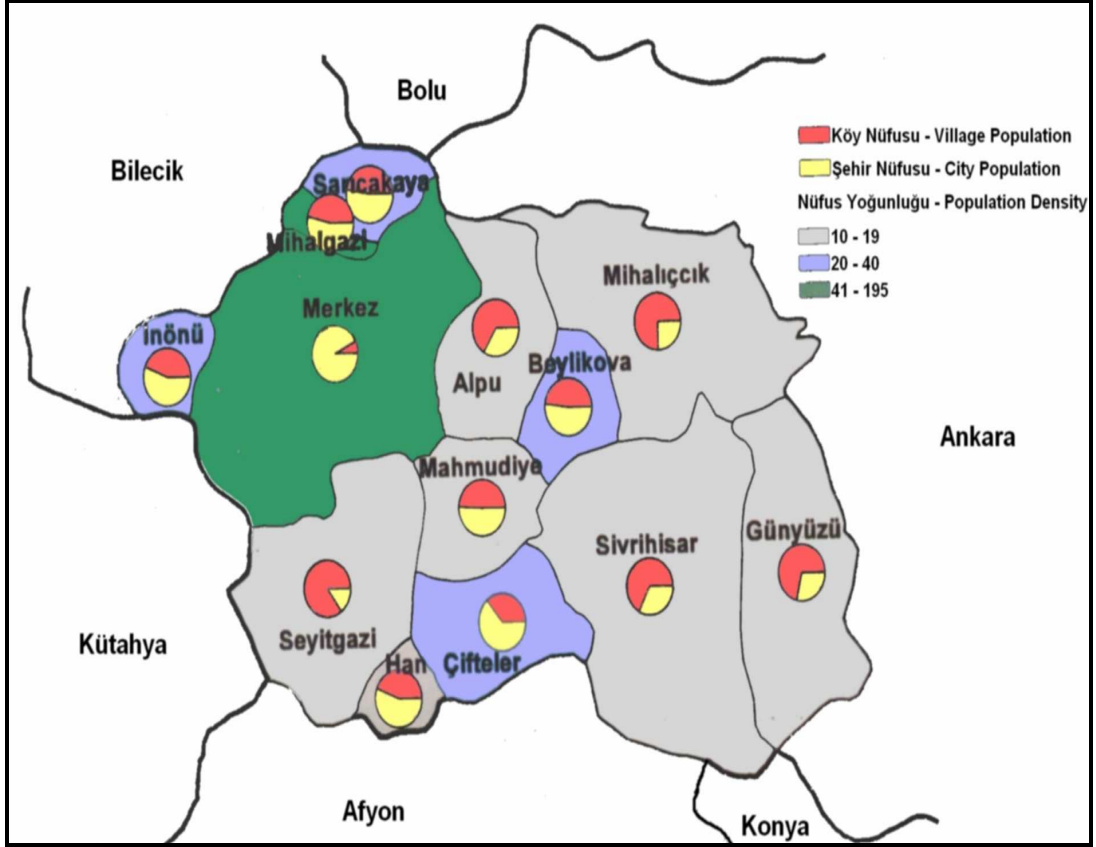 Bolu
Bilecik
Köy Nüfusu - Village Population
Şehir Nüfusu - City Population
Nüfus Yoğunluğu - Population Density
10 - 19
20 - 40
41 - 195
Sarıcakaya
Mihalgazi
Mihalıççık
Merkez
İnönü
Beylikova
Alpu
Ankara
Mahmudiye
Günyüzü
Sivrihisar
Seyitgazi
Kütahya
Han
Çifteler
Afyon
Konya